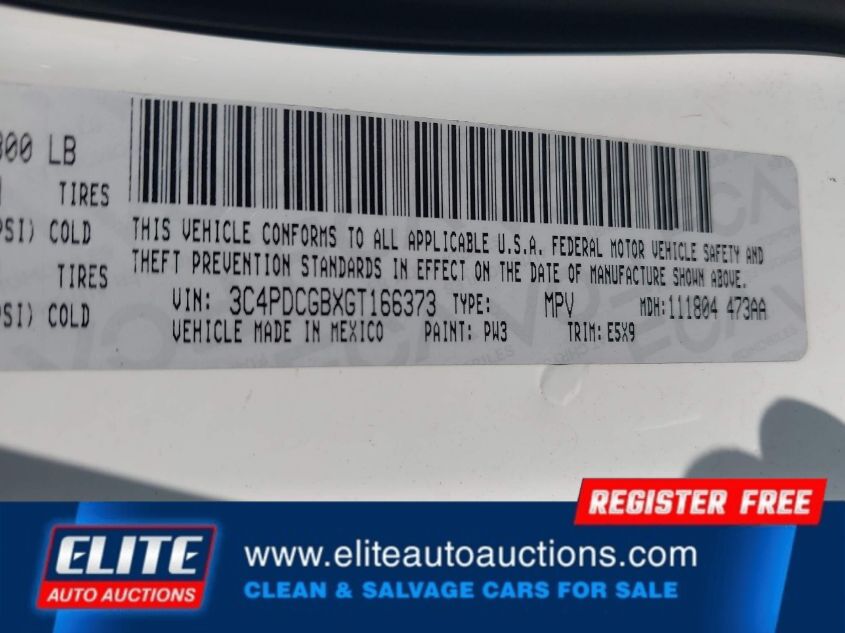 800 LB
TIRES
PSI) COLD
TIRES
PSI) COLD
THIS VEHICLE CONFORMS TO ALL APPLICABLE U.S.A. FEDERAL MOTOR VEHICLE SAFETY AND
THEFT PREVENTION STANDARDS IN EFFECT ON THE DATE OF MANUFACTURE SHOWN ABOVE.
VIN: 3C4PDCGBXGT166373 TYPE: MPV MDH:111804 473AA
VEHICLE MADE IN MEXICO PAINT: PW3 TRIM: E5X9
REGISTER FREE
ELITE
AUTO AUCTIONS
www.eliteautoauctions.com
CLEAN & SALVAGE CARS FOR SALE